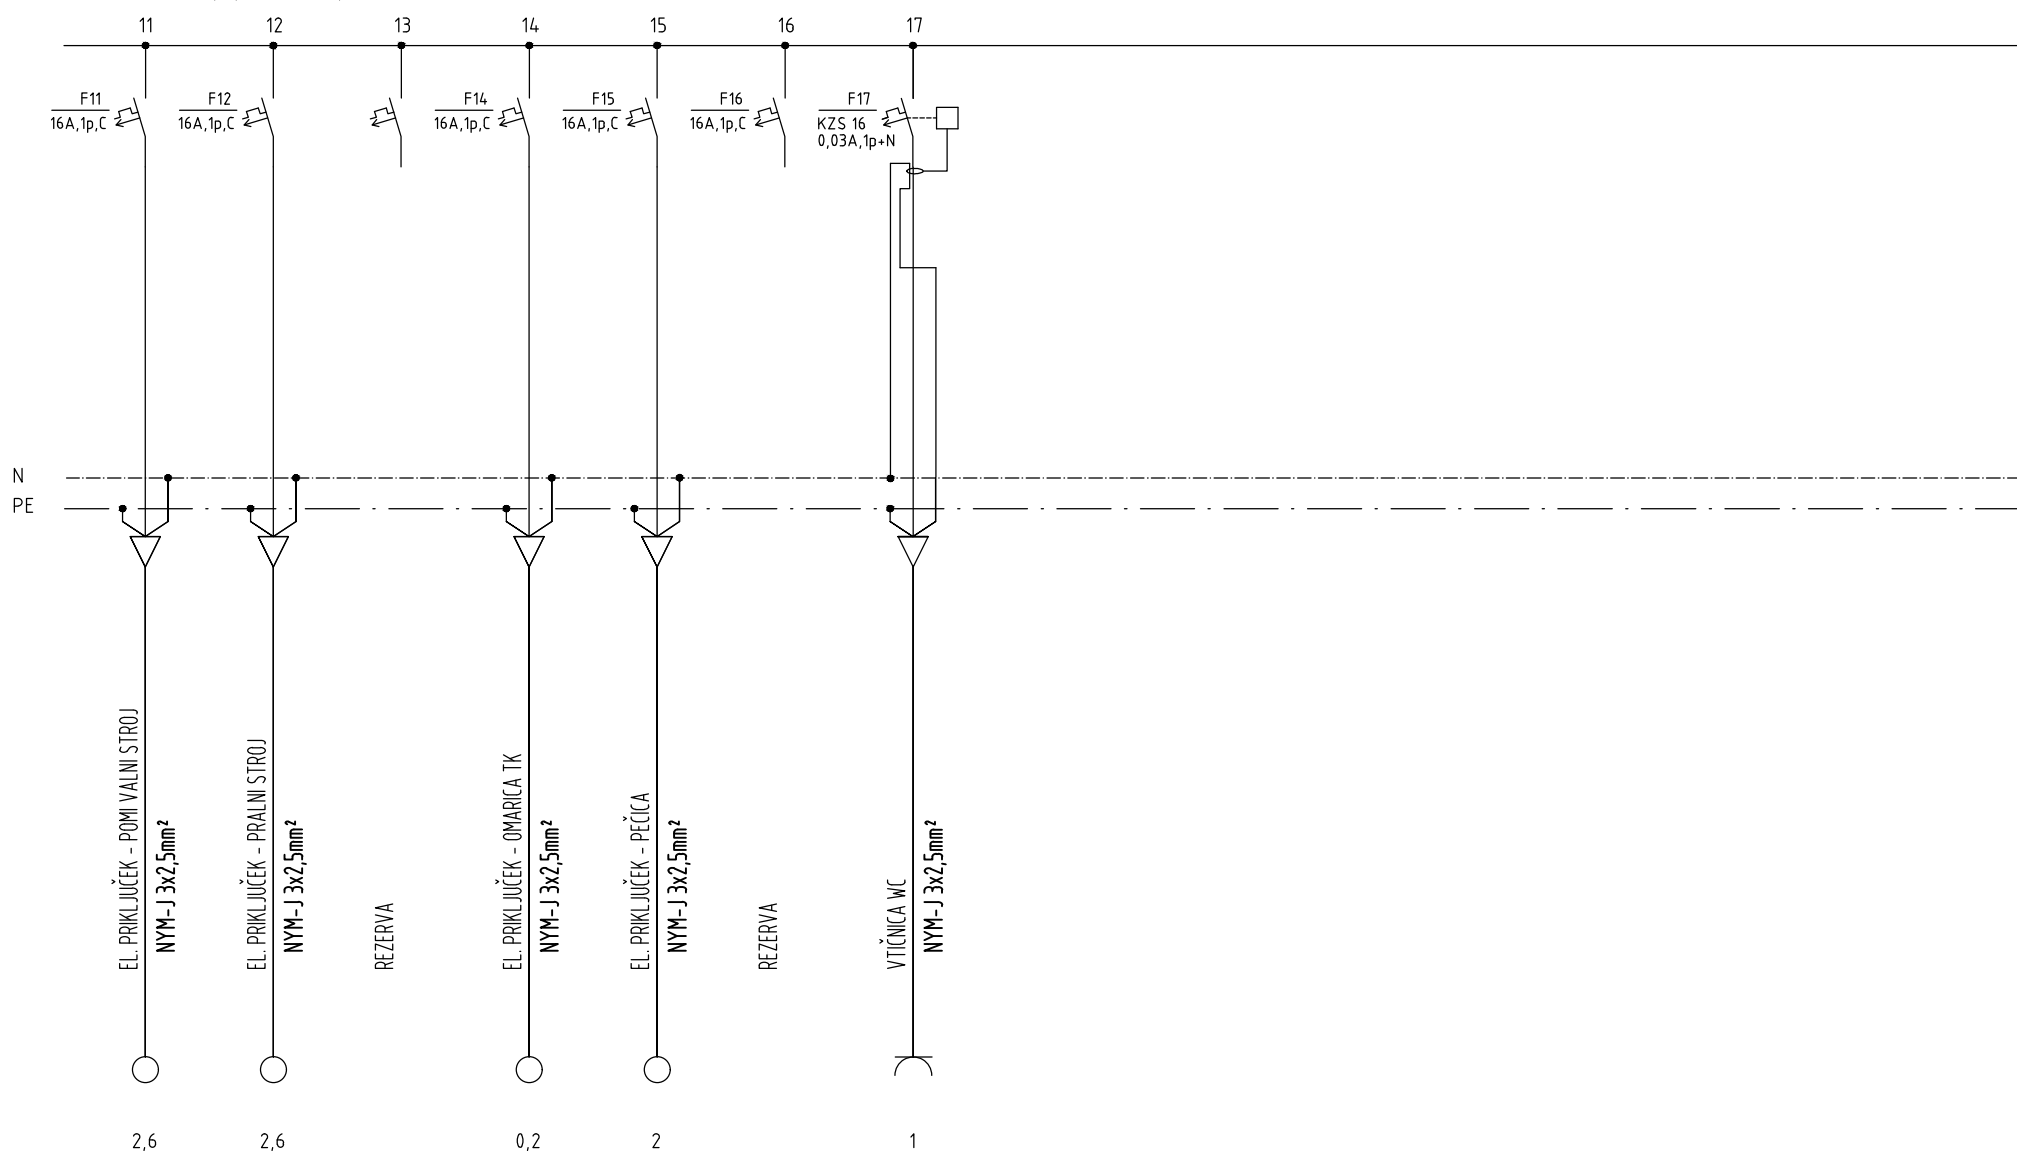 11
12
13
14
15
16
17
F11
16A,1p,C
F12
16A,1p,C
F14
16A,1p,C
F15
16A,1p,C
F16
16A,1p,C
F17
KZS 16
0,03A,1p+N
N
PE
EL. PRIKLJUČEK - POMIVALNI STROJ
NYM-J 3x2,5mm²
EL. PRIKLJUČEK - PRALNI STROJ
NYM-J 3x2,5mm²
REZERVA
EL. PRIKLJUČEK - OMARICA TK
NYM-J 3x2,5mm²
EL. PRIKLJUČEK - PEČICA
NYM-J 3x2,5mm²
REZERVA
VTIČNICA WC
NYM-J 3x2,5mm²
2,6
2,6
0,2
2
1